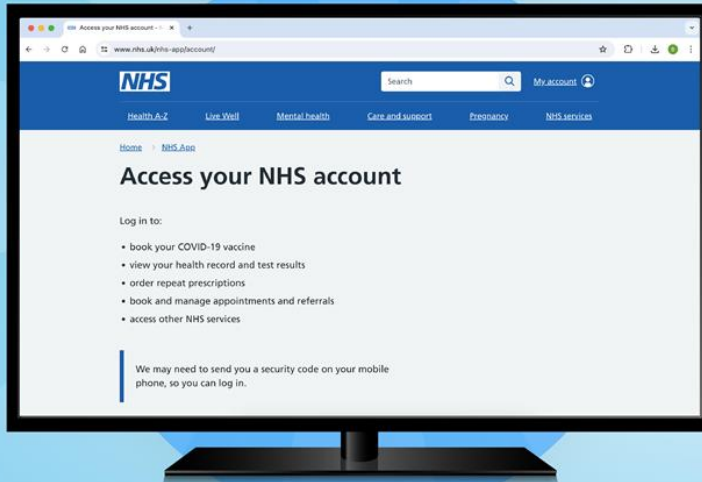 Access your NHS account -
www.nhs.uk/nhs-app/account/
NHS
Search
My account
Health A-Z Live Well Mental health Care and support Pregnancy NHS services
Home NHS App
Access your NHS account
Log in to:
• book your COVID-19 vaccine
• view your health record and test results
• order repeat prescriptions
• book and manage appointments and referrals
• access other NHS services
We may need to send you a security code on your mobile
phone, so you can log in.